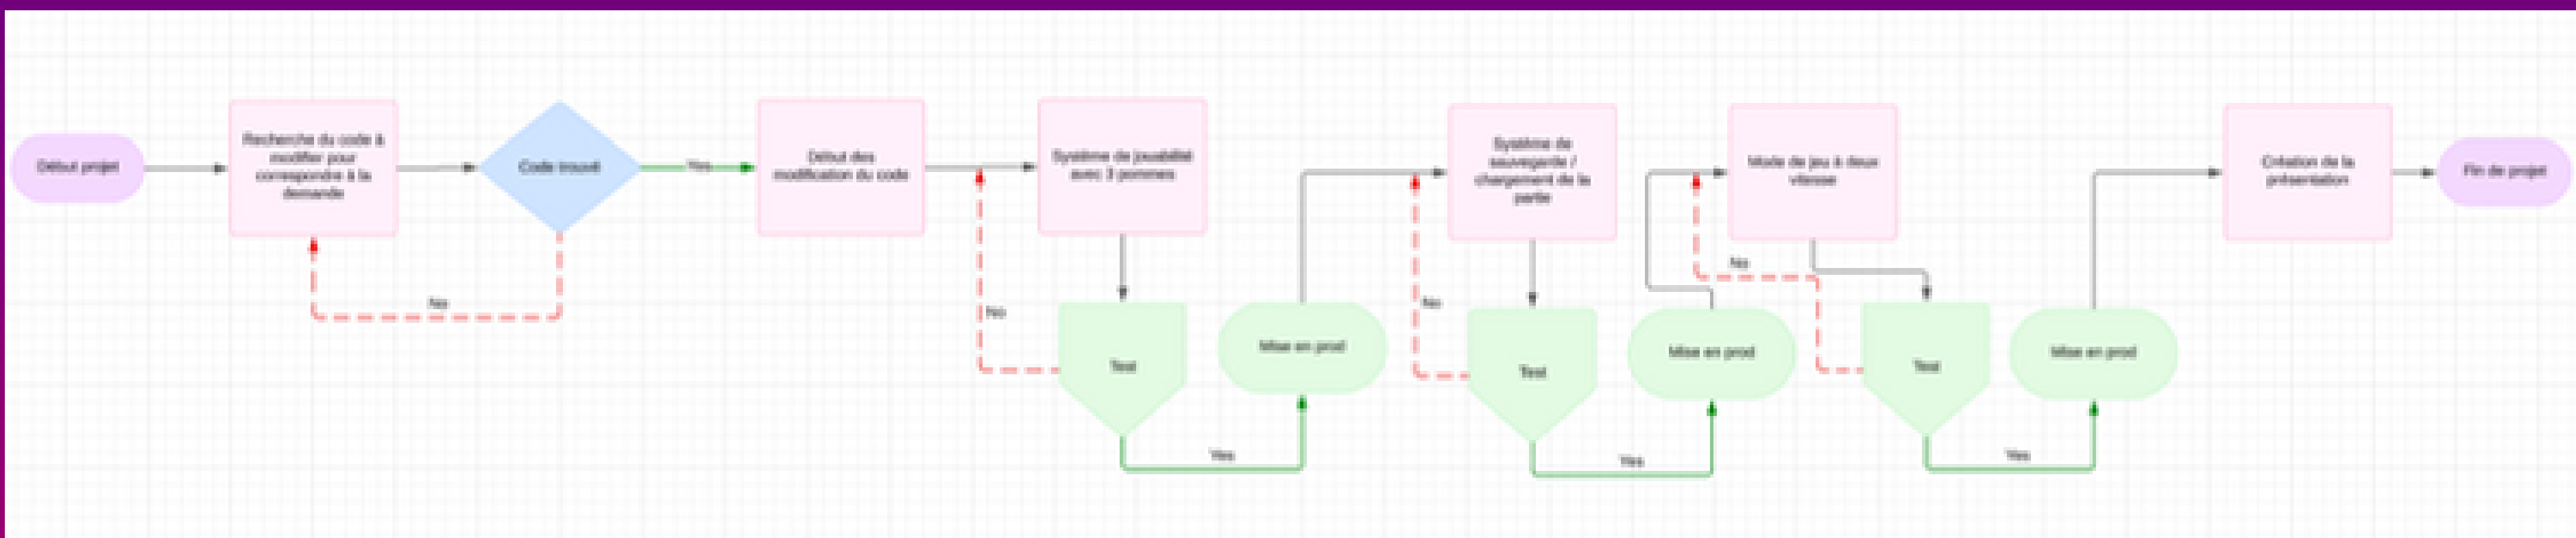 Début projet
Recherche du code à
modifier pour
correspondre à la
demande
Code trouvé
Yes
No
Début des
modification du code
Système de jouabilité
avec 3 pommes
No
Test
Yes
Mise en prod
Système de
sauvegarde /
chargement de la
partie
No
Test
Yes
Mise en prod
Mode de jeu à deux
vitesse
No
Test
Yes
Mise en prod
Création de la
présentation
Fin de projet